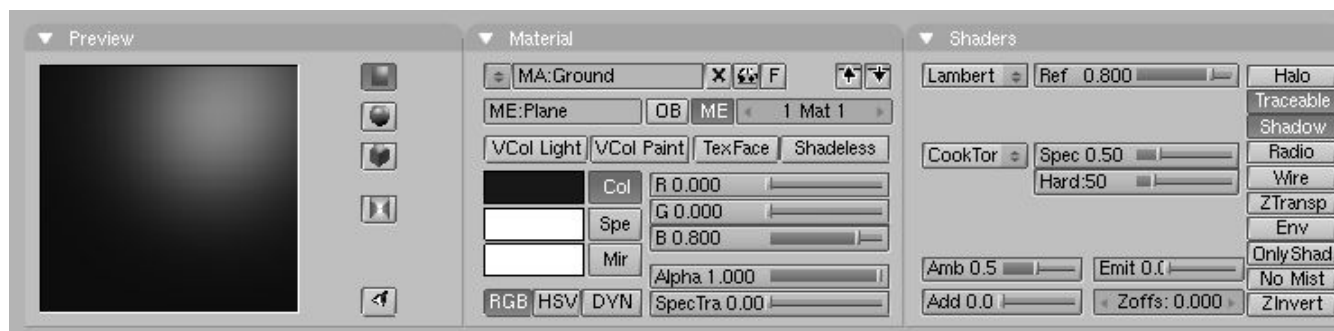 Preview
Material
MA:Ground F
ME:Plane OB ME 1 Mat 1
VCol Light VCol Paint TexFace Shadeless
Col R 0.000
Spe G 0.000
B 0.800
Mir
Alpha 1.000
RGB HSV DYN SpecTra 0.00
Shaders
Lambert Ref 0.800 Halo
Traceable
Shadow
CookTor Spec 0.50 Radio
Hard:50 Wire
ZTransp
Env
OnlyShad
Amb 0.5 Emit 0.0 No Mist
Add 0.0 Zoffs: 0.000 ZInvert